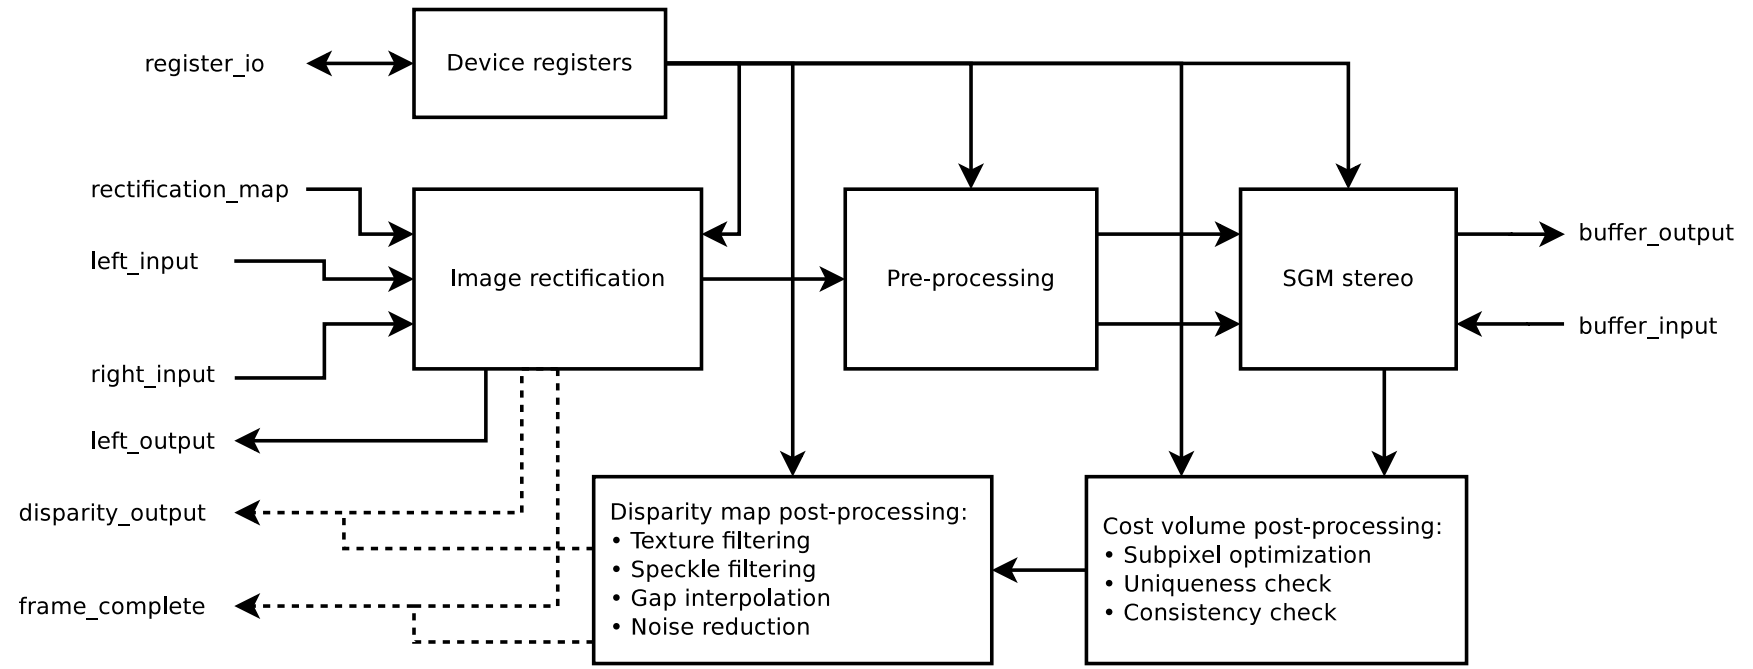 register_io
Device registers
rectification_map
left_input
right_input
left_output
disparity_output
frame_complete
Image rectification
Pre-processing
SGM stereo
buffer_output
buffer_input
Disparity map post-processing:
• Texture filtering
• Speckle filtering
• Gap interpolation
• Noise reduction
Cost volume post-processing:
• Subpixel optimization
• Uniqueness check
• Consistency check